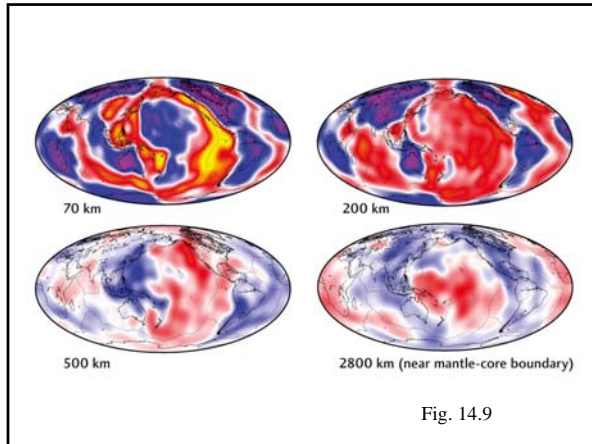 70 km
200 km
500 km
2800 km (near mantle-core boundary)
Fig. 14.9